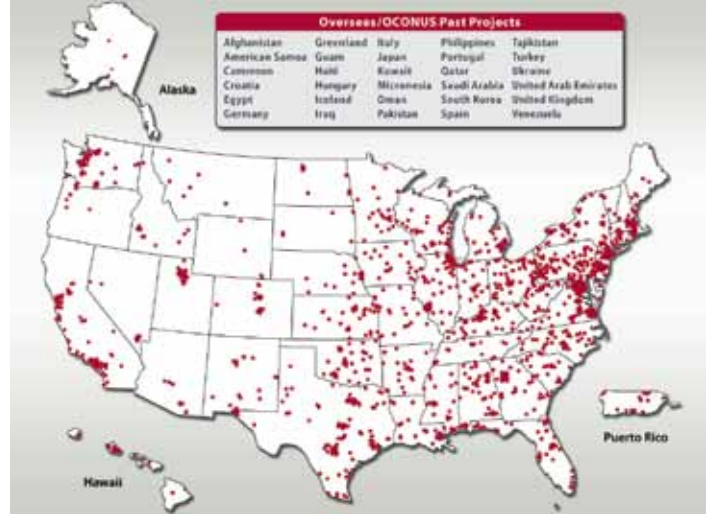 Overseas/OCONUS Past Projects
Afghanistan Greenland Italy Philippines Tajikistan
American Samoa Guam Japan Portugal Turkey
Cameroon Haiti Kuwait Qatar Ukraine
Croatia Hungary Micronesia Saudi Arabia United Arab Emirates
Egypt Iceland Oman South Korea United Kingdom
Germany Iraq Pakistan Spain Venezuela
Alaska
Puerto Rico
Hawaii